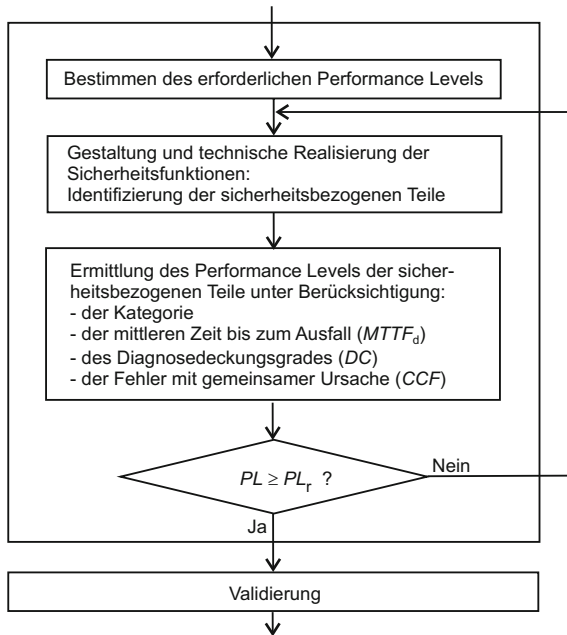 Bestimmen des erforderlichen Performance Levels
Gestaltung und technische Realisierung der
Sicherheitsfunktionen:
Identifizierung der sicherheitsbezogenen Teile
Ermittlung des Performance Levels der sicher-
heitsbezogenen Teile unter Berücksichtigung:
- der Kategorie
- der mittleren Zeit bis zum Ausfall (MTTFd)
- des Diagnosedeckungsgrades (DC)
- der Fehler mit gemeinsamer Ursache (CCF)
PL ≥ PLr ?
Nein
Ja
Validierung